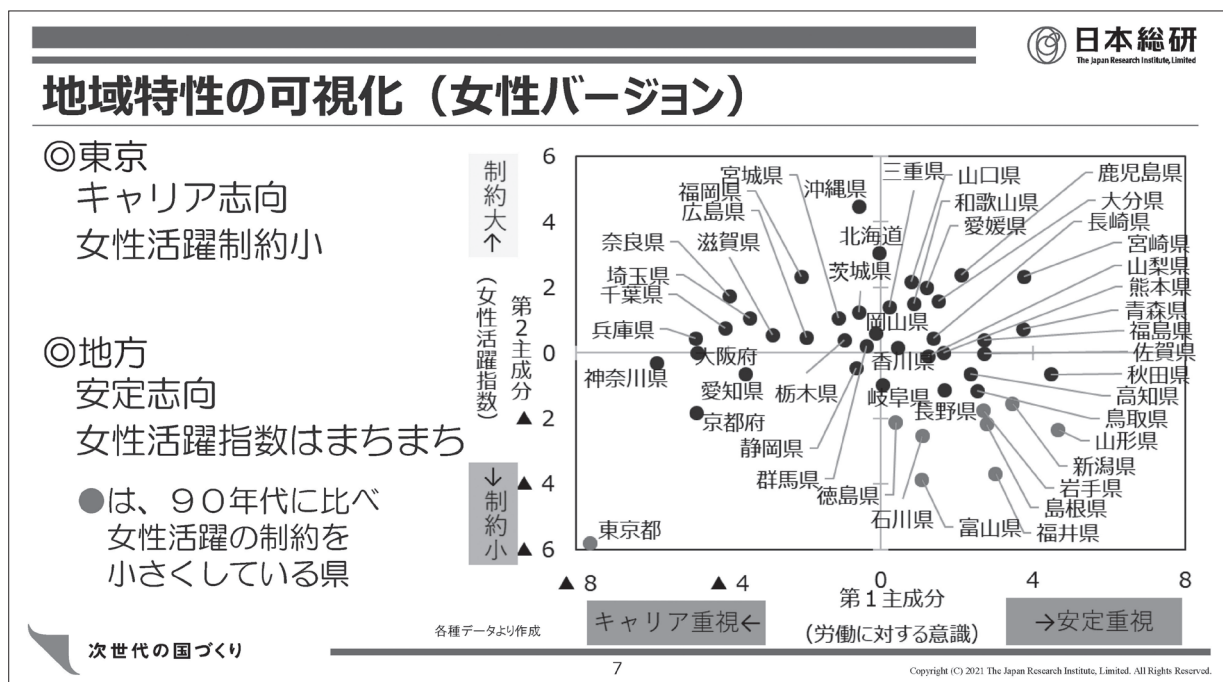 日本総研
The Japan Research Institute, Limited
地域特性の可視化（女性バージョン）
◎東京
キャリア志向
女性活躍制約小
◎地方
安定志向
女性活躍指数はまちまち
●は、９０年代に比べ
女性活躍の制約を
小さくしている県
制約大↑
第２主成分
（女性活躍指数）
↓制約小
6
4
2
0
▲ 2
▲ 4
▲ 6
宮城県
福岡県
広島県
奈良県
滋賀県
埼玉県
千葉県
兵庫県
神奈川県
大阪府
愛知県
京都府
東京都
沖縄県
北海道
茨城県
岡山県
香川県
栃木県
岐阜県
長野県
静岡県
群馬県
徳島県
石川県
富山県
福井県
三重県
山口県
和歌山県
愛媛県
鹿児島県
大分県
長崎県
宮崎県
山梨県
熊本県
青森県
福島県
佐賀県
秋田県
高知県
鳥取県
山形県
新潟県
岩手県
島根県
▲ 8
▲ 4
0
4
8
第１主成分
（労働に対する意識）
キャリア重視←
→安定重視
各種データより作成
次世代の国づくり
7
Copyright (C) 2021 The Japan Research Institute, Limited. All Rights Reserved.